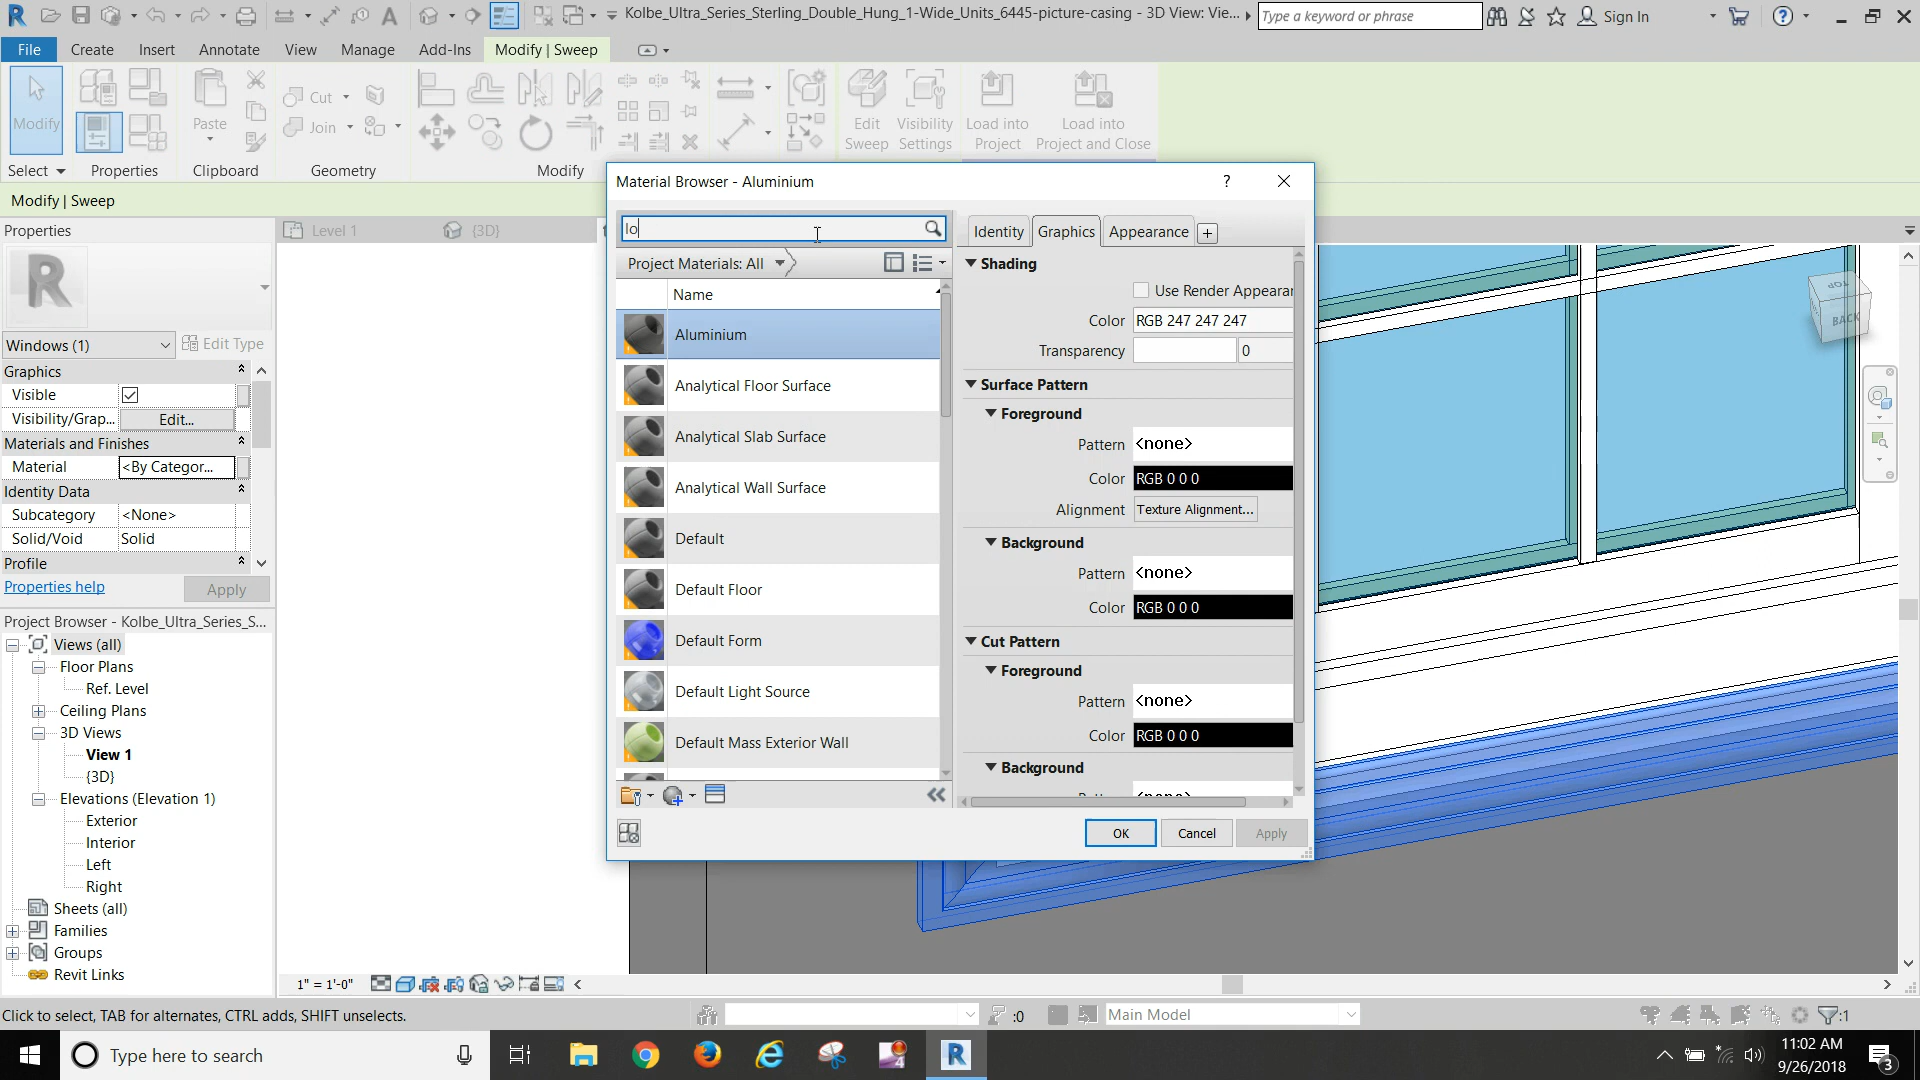 Kolbe_Ultra_Series_Sterling_Double_Hung_1-Wide_Units_6445-picture-casing - 3D View: Vie...
Type a keyword or phrase
Sign In
File Create Insert Annotate View Manage Add-Ins Modify | Sweep
Modify
Paste
Cut
Join
Edit Sweep
Visibility Settings
Load into Project
Load into Project and Close
Select Properties Clipboard Geometry Modify
Modify | Sweep
Properties
R
Windows (1)
Edit Type
Graphics
Visible
Visibility/Grap... Edit...
Materials and Finishes
Material <By Categor...
Identity Data
Subcategory <None>
Solid/Void Solid
Profile
Properties help
Apply
Project Browser - Kolbe_Ultra_Series_S...
Views (all)
Floor Plans
Ref. Level
Ceiling Plans
3D Views
View 1
{3D}
Elevations (Elevation 1)
Exterior
Interior
Left
Right
Sheets (all)
Families
Groups
Revit Links
Level 1
{3D}
Material Browser - Aluminium
?
lo
Project Materials: All
Name
Aluminium
Analytical Floor Surface
Analytical Slab Surface
Analytical Wall Surface
Default
Default Floor
Default Form
Default Light Source
Default Mass Exterior Wall
Identity Graphics Appearance +
Shading
Use Render Appearan
Color RGB 247 247 247
Transparency 0
Surface Pattern
Foreground
Pattern <none>
Color RGB 0 0 0
Alignment Texture Alignment...
Background
Pattern <none>
Color RGB 0 0 0
Cut Pattern
Foreground
Pattern <none>
Color RGB 0 0 0
Background
OK Cancel Apply
TOP
BACK
1" = 1'-0"
Click to select, TAB for alternates, CTRL adds, SHIFT unselects.
:0
Main Model
:1
Type here to search
R
11:02 AM
9/26/2018
3